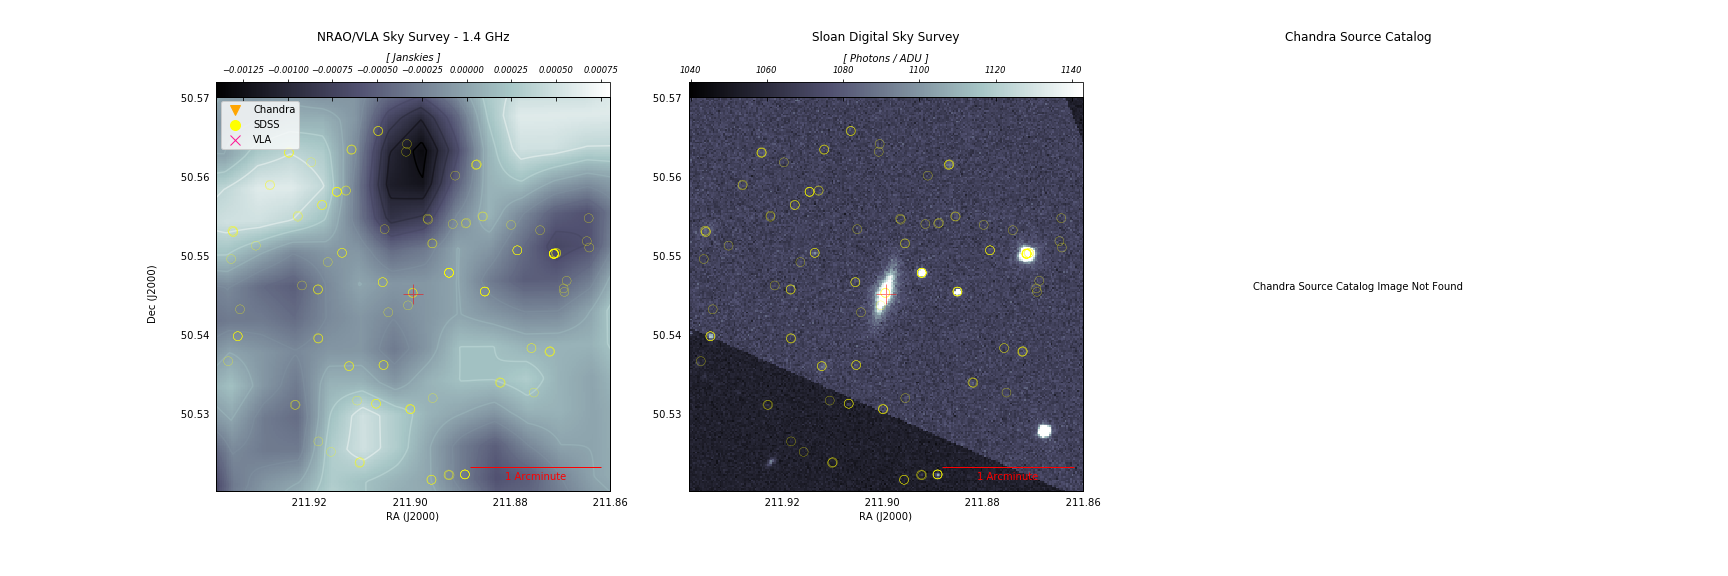 NRAO/VLA Sky Survey - 1.4 GHz
[ Janskies ]
−0.00125 −0.00100 −0.00075 −0.00050 −0.00025 0.00000 0.00025 0.00050 0.00075
Chandra
SDSS
VLA
50.57
50.56
50.55
50.54
50.53
Dec (J2000)
1 Arcminute
211.92 211.90 211.88 211.86
RA (J2000)
Sloan Digital Sky Survey
[ Photons / ADU ]
1040 1060 1080 1100 1120 1140
50.57
50.56
50.55
50.54
50.53
1 Arcminute
211.92 211.90 211.88 211.86
RA (J2000)
Chandra Source Catalog
Chandra Source Catalog Image Not Found